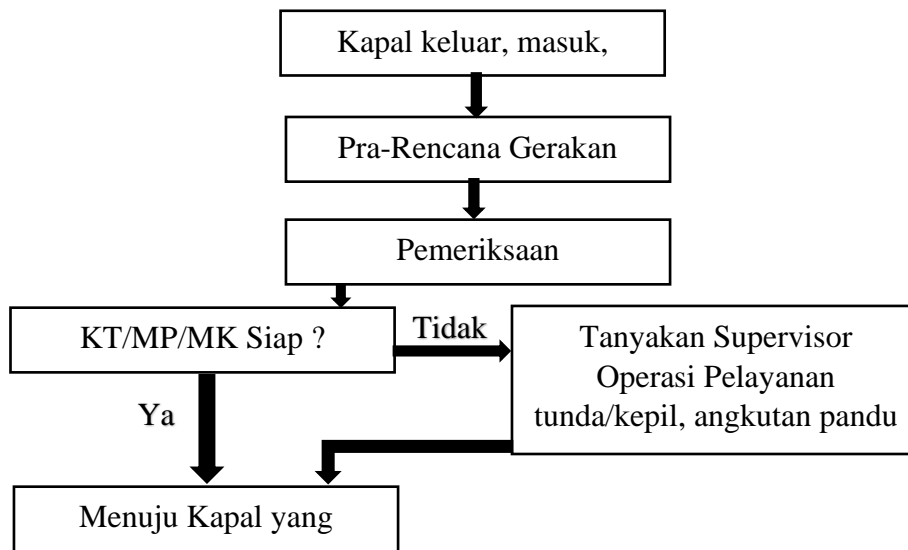 Kapal keluar, masuk,
Pra-Rencana Gerakan
Pemeriksaan
KT/MP/MK Siap ?
Tidak
Tanyakan Supervisor
Operasi Pelayanan
tunda/kepil, angkutan pandu
Ya
Menuju Kapal yang